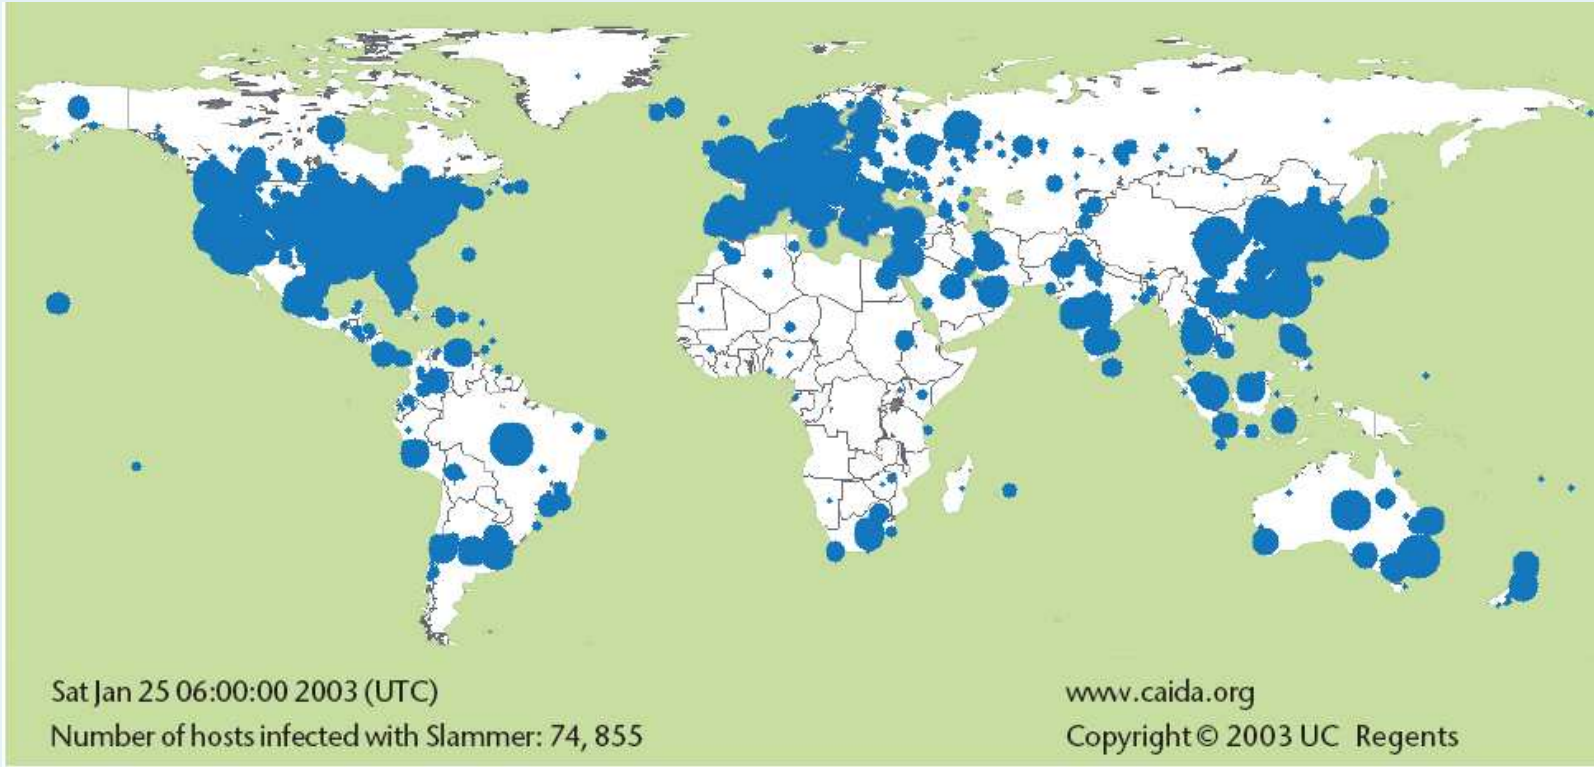 Sat Jan 25 06:00:00 2003 (UTC)
Number of hosts infected with Slammer: 74, 855
www.caida.org
Copyright © 2003 UC Regents